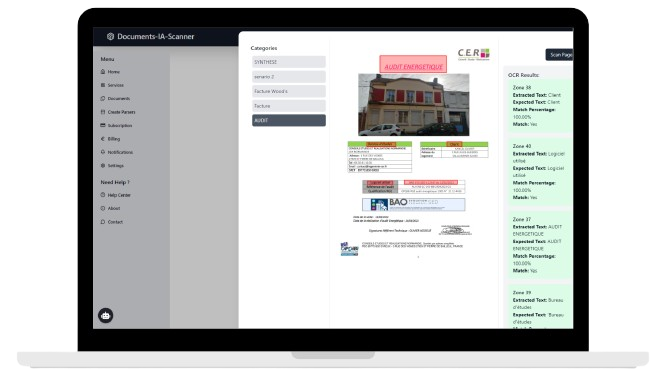 Documents-IA-Scanner
Menu
Home
Services
Documents
Create Parsers
Subscription
Billing
Notifications
Settings
Need Help ?
Help Center
About
Contact
Categories
SYNTHESE
senario 2
Facture Wood's
Facture
AUDIT
C.E.R
AUDIT ENERGETIQUE
Client
BAO
Scan Page
OCR Results:
Zone 38
Extracted Text: Client
Expected Text: Client
Match Percentage:
100.00%
Match: Yes
Zone 40
Extracted Text: Logiciel
utilisé
Expected Text: Logiciel
utilisé
Match Percentage:
100.00%
Match: Yes
Zone 37
Extracted Text: AUDIT
ENERGETIQUE
Expected Text: AUDIT
ENERGETIQUE
Match Percentage:
100.00%
Match: Yes
Zone 39
Extracted Text: Bureau
d'études
Expected Text: Bureau
d'études